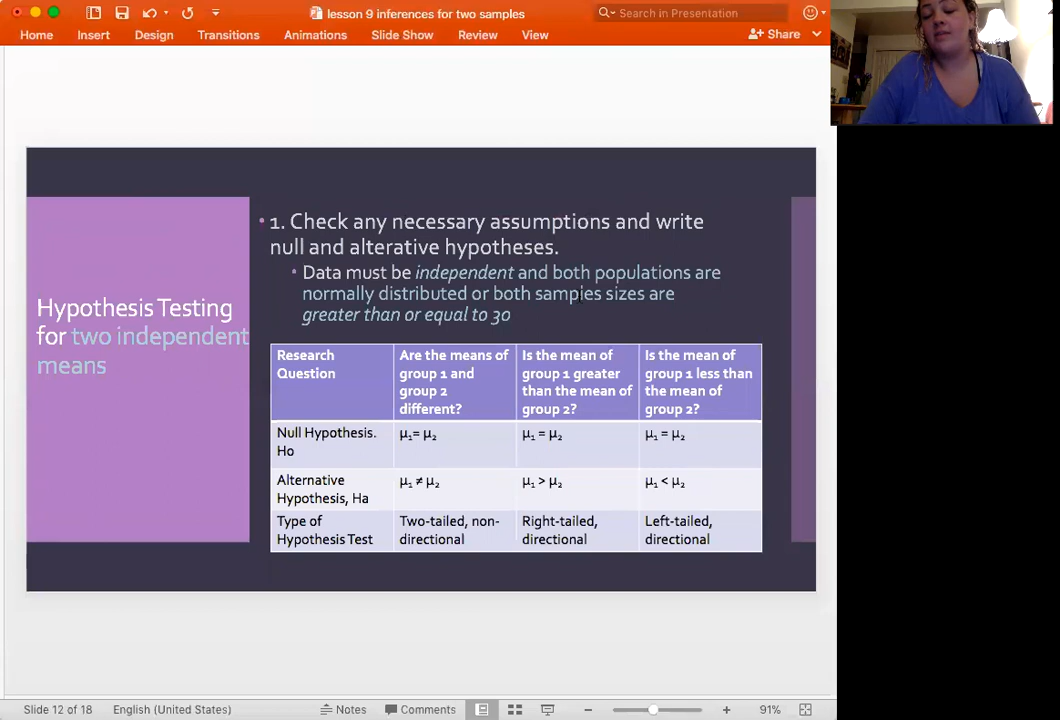 lesson 9 inferences for two samples
Search in Presentation
Home Insert Design Transitions Animations Slide Show Review View
Share
Hypothesis Testing
for two independent
means
• 1. Check any necessary assumptions and write
null and alterative hypotheses.
• Data must be independent and both populations are
normally distributed or both samples sizes are
greater than or equal to 30
Research
Question
Are the means of
group 1 and
group 2
different?
Is the mean of
group 1 greater
than the mean of
group 2?
Is the mean of
group 1 less than
the mean of
group 2?
Null Hypothesis.
Ho
μ₁= μ₂
μ₁ = μ₂
μ₁ = μ₂
Alternative
Hypothesis, Ha
μ₁ ≠ μ₂
μ₁ > μ₂
μ₁ < μ₂
Type of
Hypothesis Test
Two-tailed, non-
directional
Right-tailed,
directional
Left-tailed,
directional
Slide 12 of 18 English (United States) Notes Comments 91%